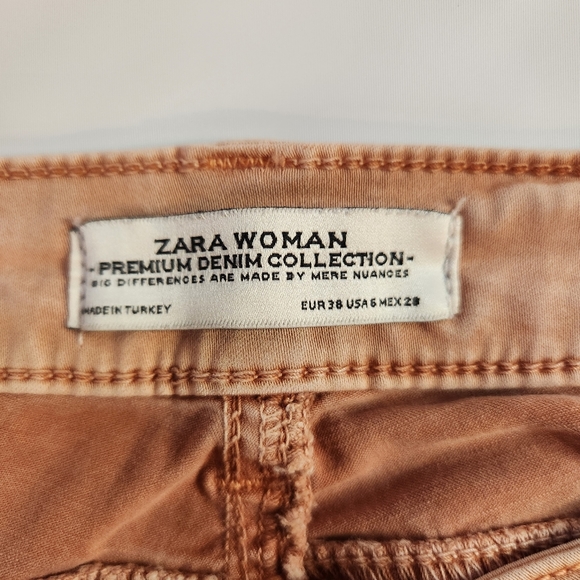 ZARA WOMAN
-PREMIUM DENIM COLLECTION-
BIG DIFFERENCES ARE MADE BY MERE NUANCES
MADE IN TURKEY EUR 38 USA 6 MEX 28